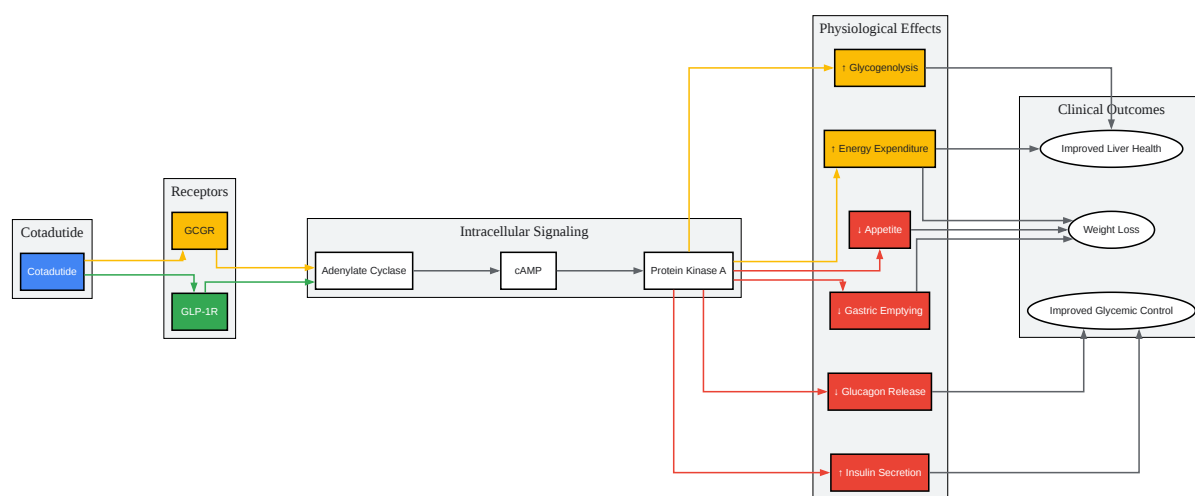 Cotadutide
Cotadutide
Receptors
GCGR
GLP-1R
Intracellular Signaling
Adenylate Cyclase
cAMP
Protein Kinase A
Physiological Effects
↑ Glycogenolysis
↑ Energy Expenditure
↓ Appetite
↓ Gastric Emptying
↓ Glucagon Release
↑ Insulin Secretion
Clinical Outcomes
Improved Liver Health
Weight Loss
Improved Glycemic Control